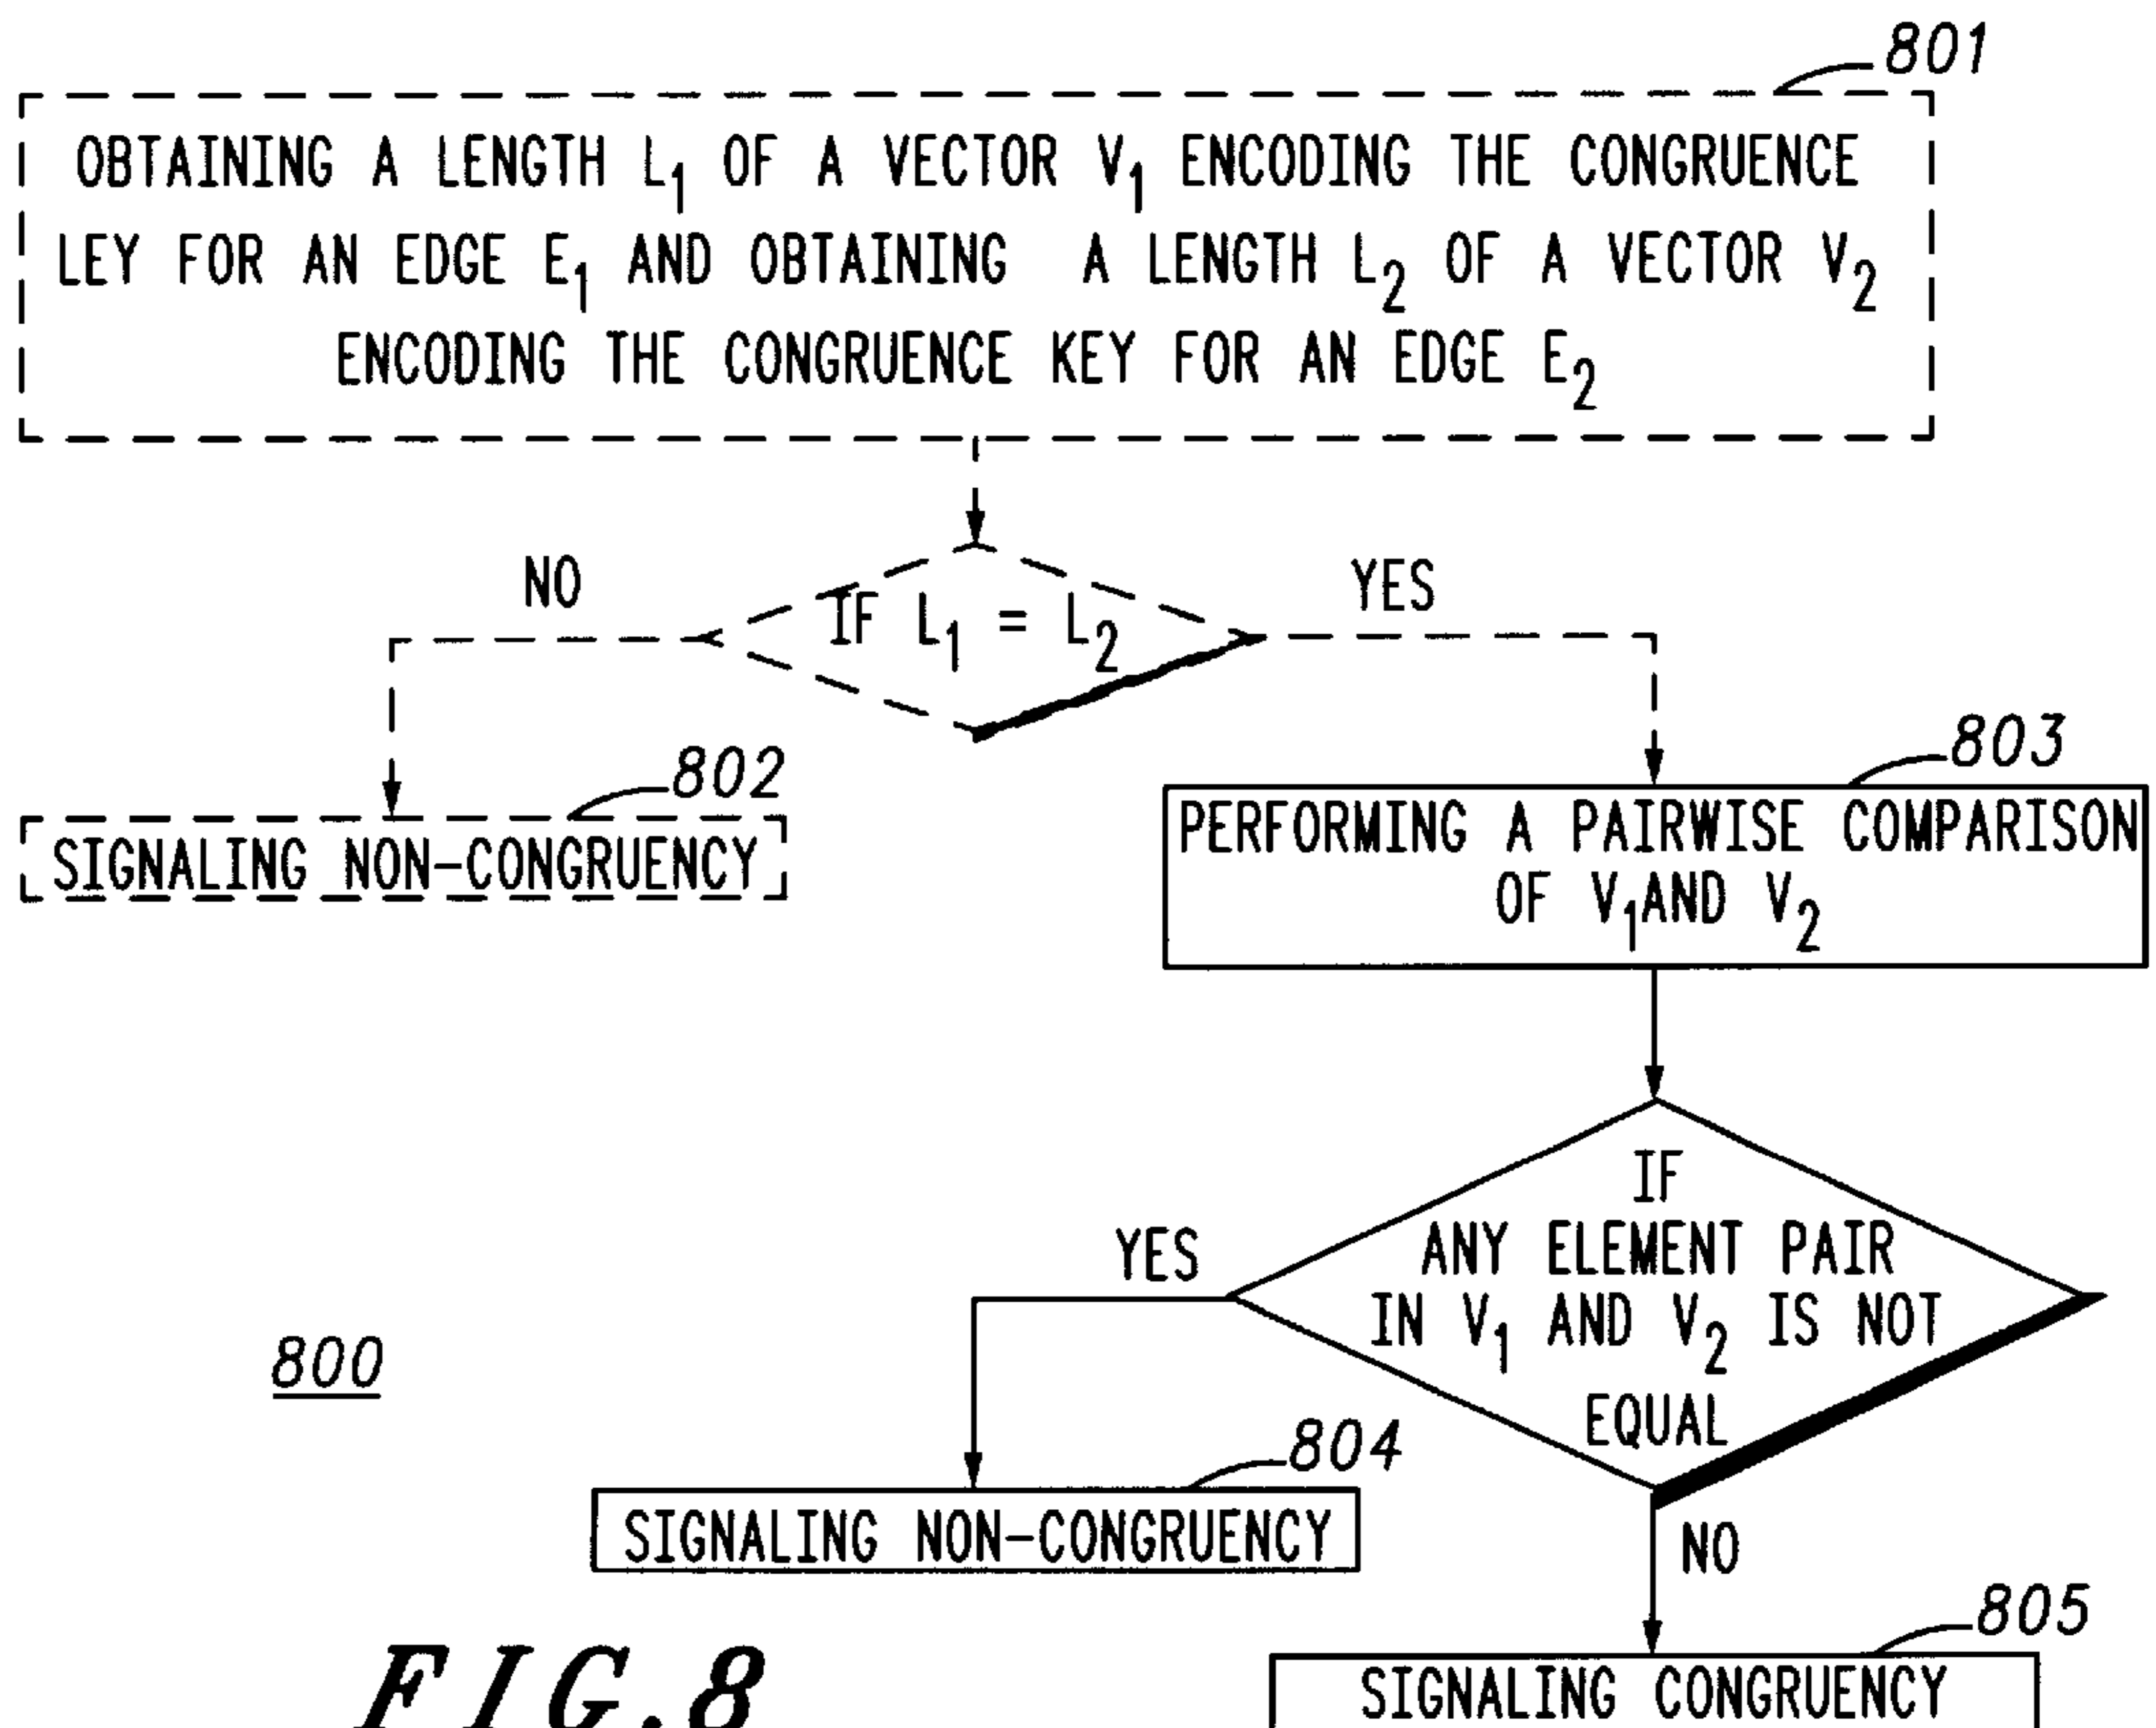 801
OBTAINING A LENGTH L1 OF A VECTOR V1 ENCODING THE CONGRUENCE
LEY FOR AN EDGE E1 AND OBTAINING A LENGTH L2 OF A VECTOR V2
ENCODING THE CONGRUENCE KEY FOR AN EDGE E2
NO
IF L1 = L2
YES
802
SIGNALING NON-CONGRUENCY
803
PERFORMING A PAIRWISE COMPARISON
OF V1 AND V2
YES
IF
ANY ELEMENT PAIR
IN V1 AND V2 IS NOT
EQUAL
800
804
SIGNALING NON-CONGRUENCY
NO
805
SIGNALING CONGRUENCY
FIG.8